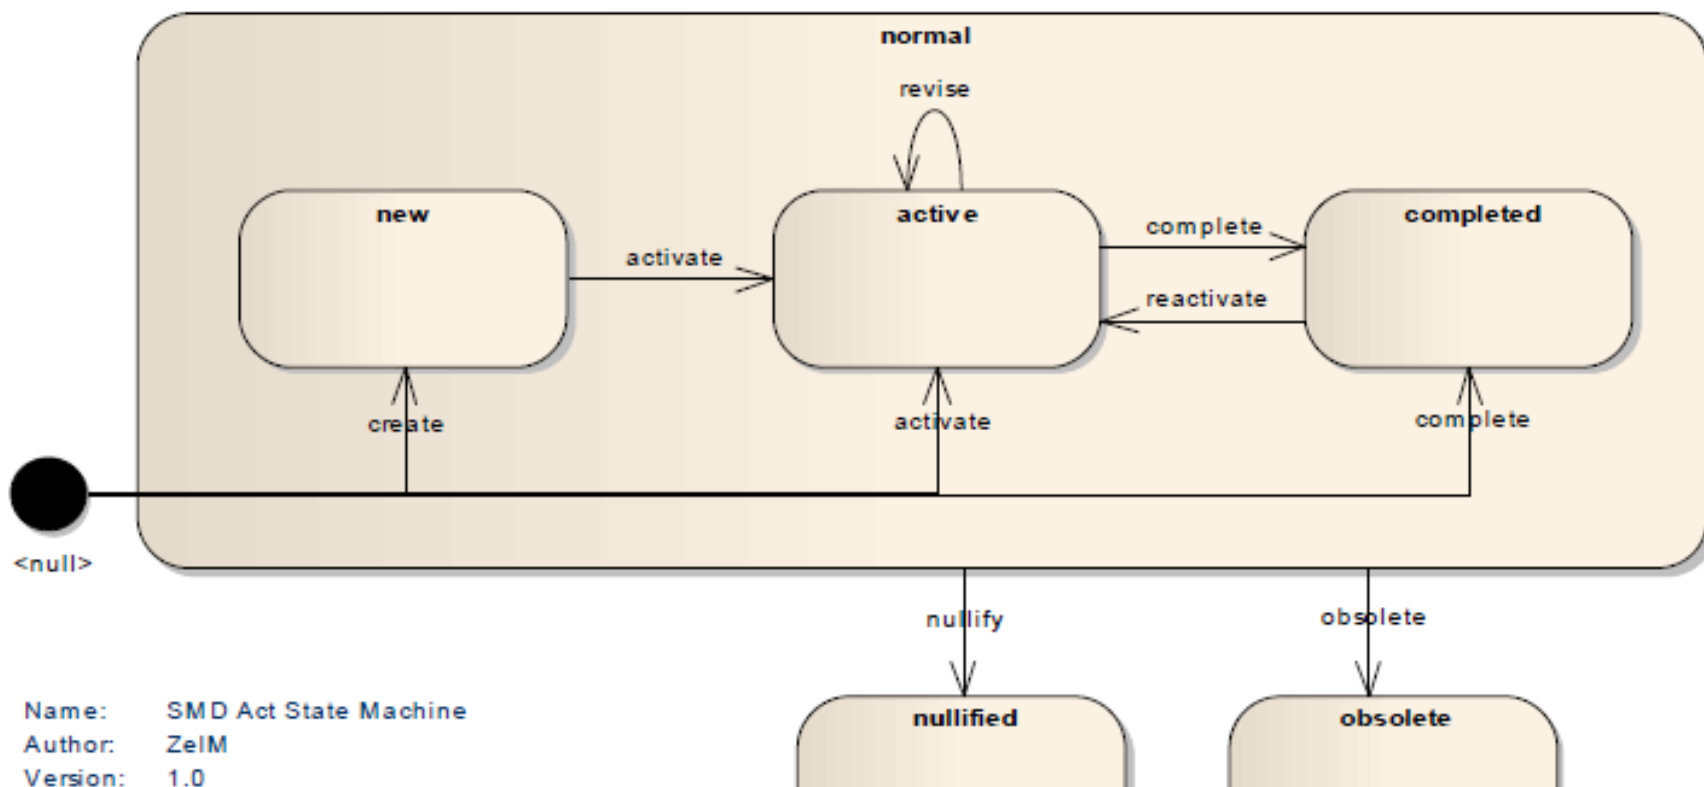 normal
revise
new
active
completed
activate
complete
reactivate
create
activate
complete
<null>
nullify
obsolete
Name: SMD Act State Machine
Author: ZelM
Version: 1.0
nullified
obsolete